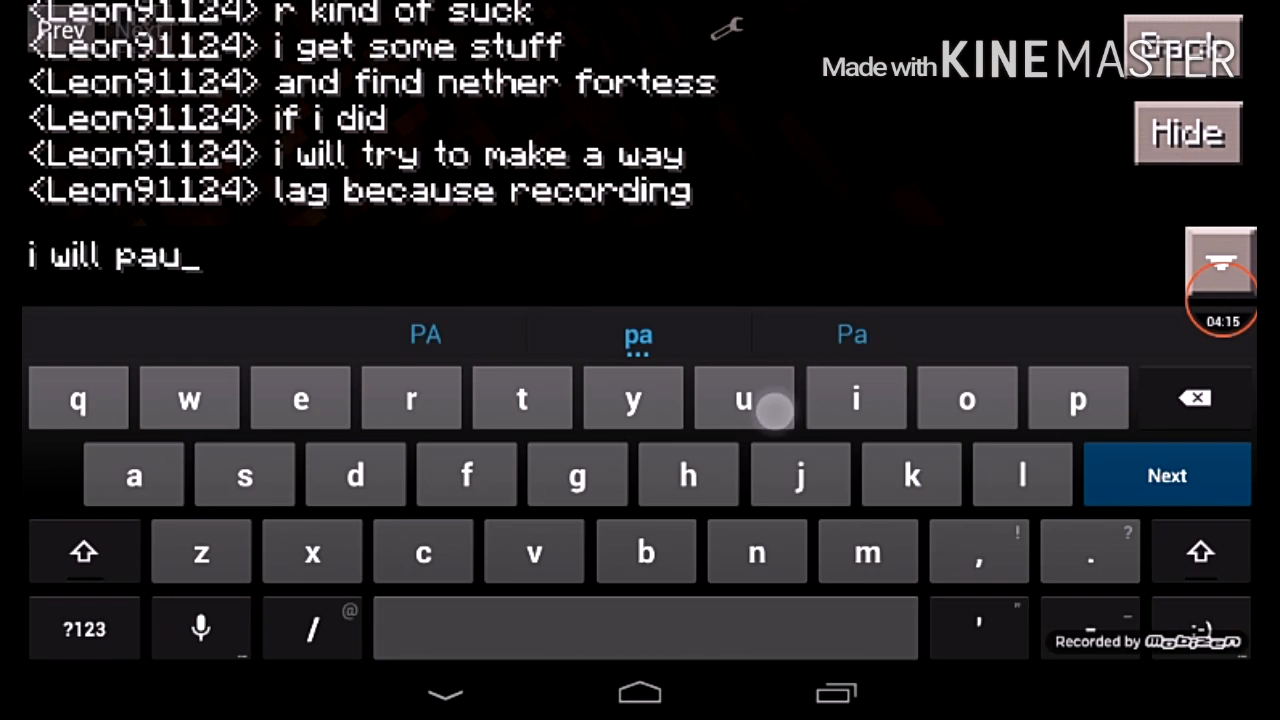 Prev Next
<Leon91124> r kind of suck
<Leon91124> i get some stuff
Made with KINEMASTER
<Leon91124> and find nether fortess
<Leon91124> if i did
Hide
<Leon91124> i will try to make a way
<Leon91124> lag because recording
i will pau_
04:15
PA pa Pa
q w e r t y u i o p
a s d f g h j k l Next
z x c v b n m , ! . ?
?123 / @ ' " - _ :-)
Recorded by mobizen